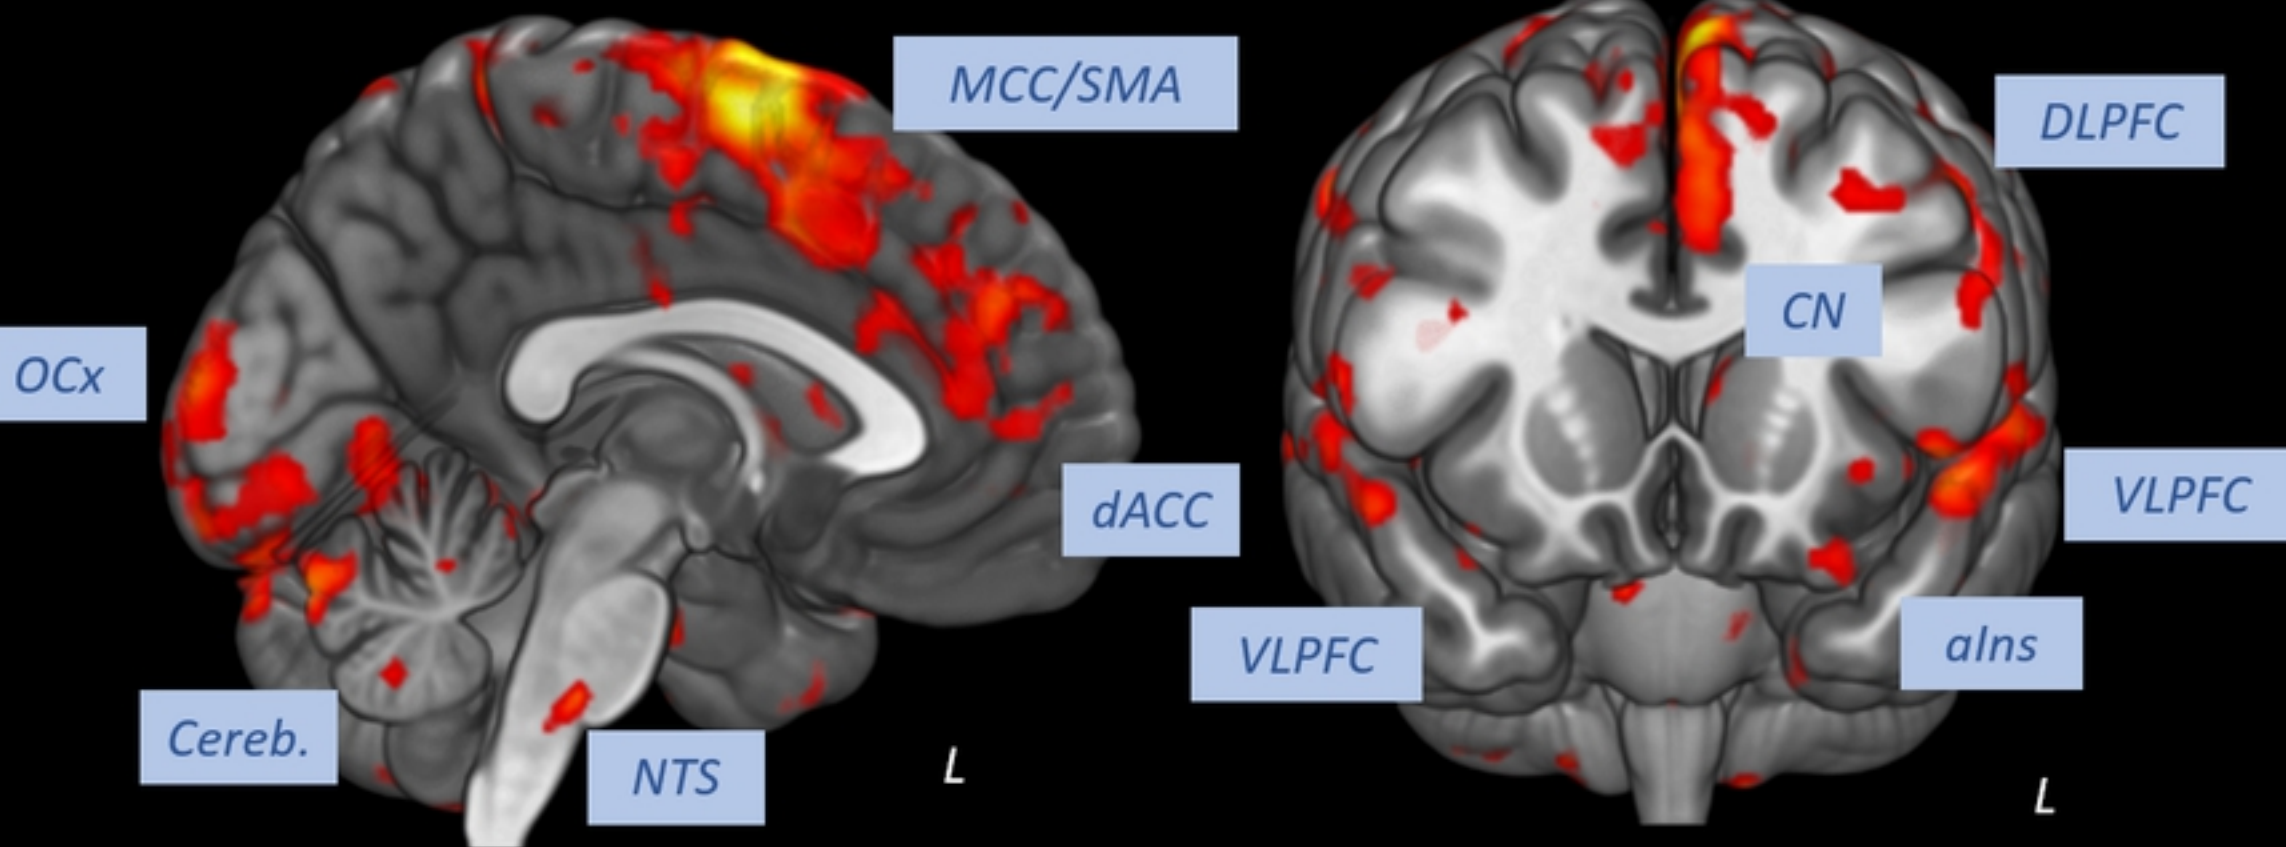 MCC/SMA
OCx
dACC
Cereb.
NTS
L
DLPFC
CN
VLPFC
VLPFC
aIns
L